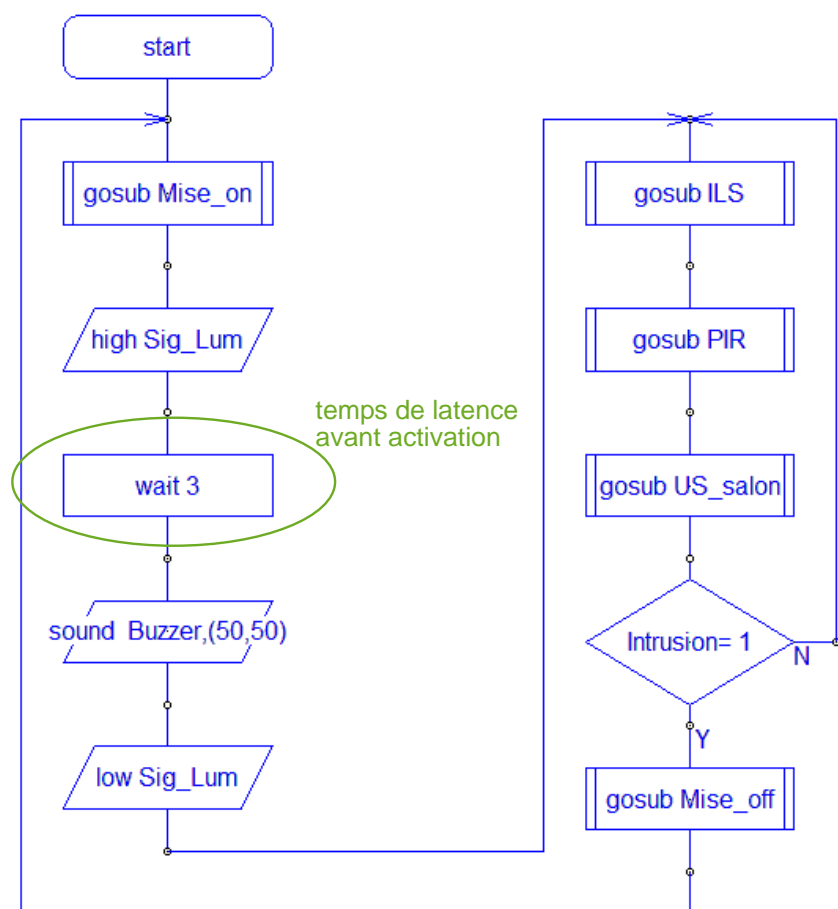 start
gosub Mise_on
high Sig_Lum
temps de latence
avant activation
wait 3
sound Buzzer,(50,50)
low Sig_Lum
gosub ILS
gosub PIR
gosub US_salon
Intrusion= 1
N
Y
gosub Mise_off